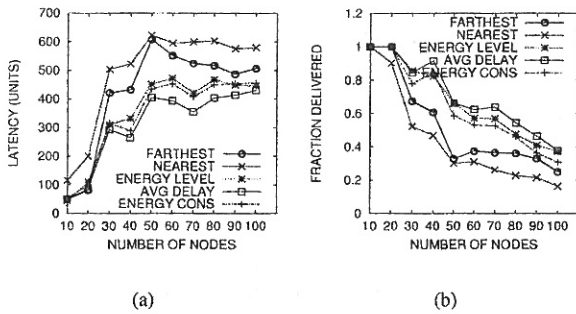 700
600
500
400
300
200
100
0
LATENCY (UNITS)
FARTHEST
NEAREST
ENERGY LEVEL
AVG DELAY
ENERGY CONS
10 20 30 40 50 60 70 80 90 100
NUMBER OF NODES
(a)
1.2
1
0.8
0.6
0.4
0.2
0
FRACTION DELIVERED
FARTHEST
NEAREST
ENERGY LEVEL
AVG DELAY
ENERGY CONS
10 20 30 40 50 60 70 80 90 100
NUMBER OF NODES
(b)